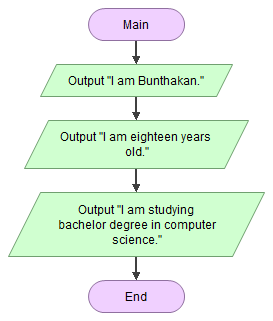 Main
Output "I am Bunthakan."
Output "I am eighteen years
old."
Output "I am studying
bachelor degree in computer
science."
End